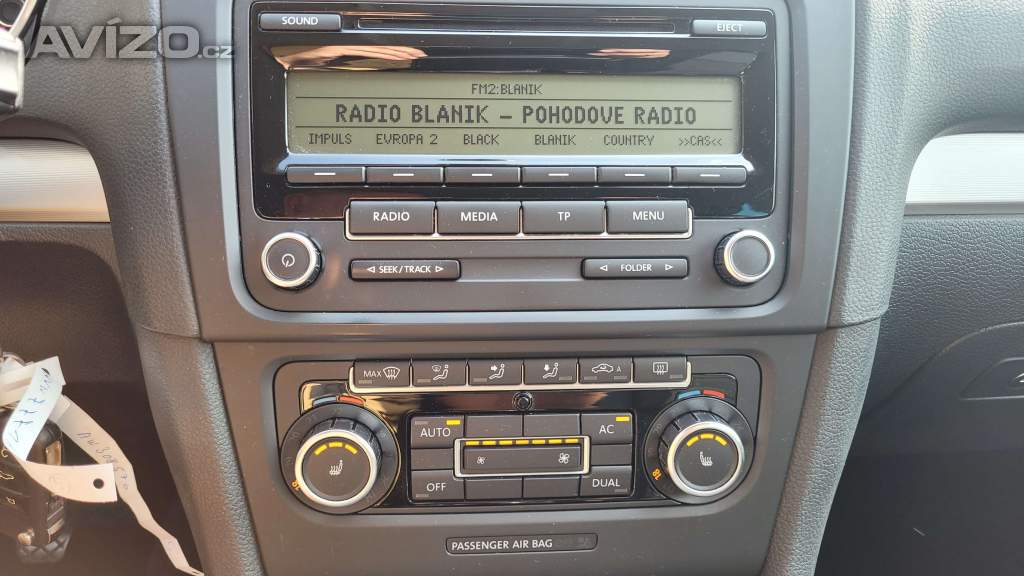 AVÍZO.cz
SOUND
EJECT
FM2:BLANIK
RADIO BLANIK – POHODOVE RADIO
IMPULS EVROPA 2 BLACK BLANIK COUNTRY >>CAS<<
RADIO MEDIA TP MENU
◁ SEEK/TRACK ▷
◁ FOLDER ▷
MAX
A
AUTO
AC
OFF
DUAL
PASSENGER AIR BAG